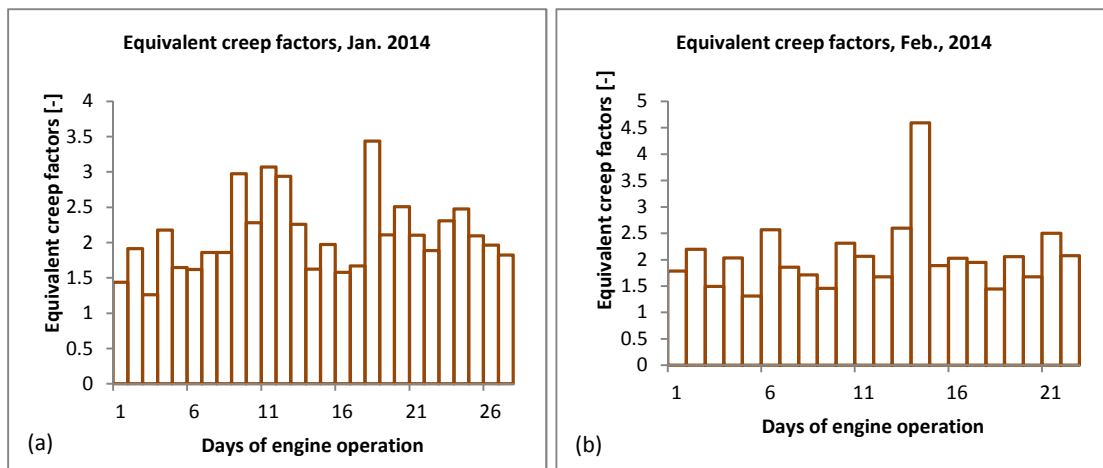 Equivalent creep factors, Jan. 2014
Equivalent creep factors [-]
4
3.5
3
2.5
2
1.5
1
0.5
0
1 6 11 16 21 26
Days of engine operation
(a)
Equivalent creep factors, Feb., 2014
Equivalent creep factors [-]
5
4.5
4
3.5
3
2.5
2
1.5
1
0.5
0
1 6 11 16 21
Days of engine operation
(b)